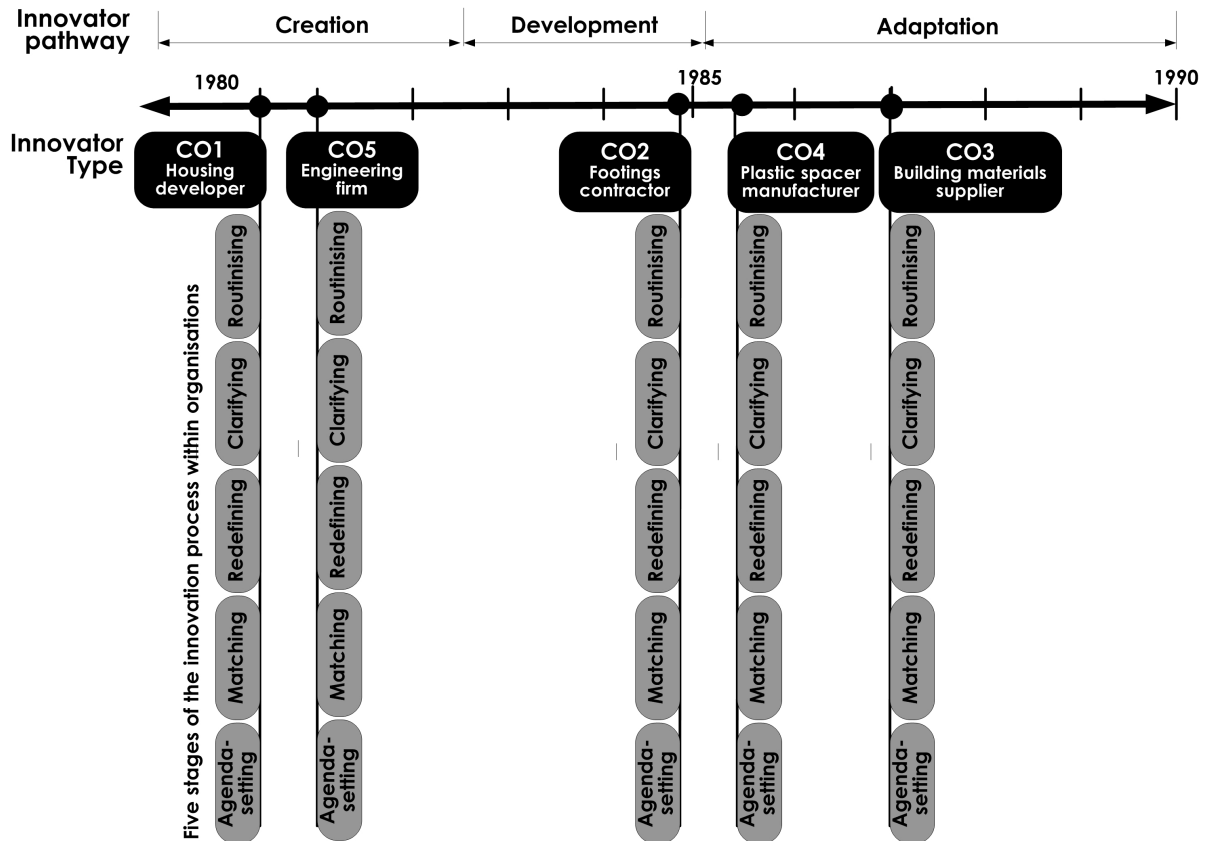 Innovator
pathway
Creation
Development
Adaptation
1980
1985
1990
Innovator
Type
CO1
Housing
developer
CO5
Engineering
firm
CO2
Footings
contractor
CO4
Plastic spacer
manufacturer
CO3
Building materials
supplier
Five stages of the innovation process within organisations
Routinising
Clarifying
Redefining
Matching
Agenda-
setting
Routinising
Clarifying
Redefining
Matching
Agenda-
setting
Routinising
Clarifying
Redefining
Matching
Agenda-
setting
Routinising
Clarifying
Redefining
Matching
Agenda-
setting
Routinising
Clarifying
Redefining
Matching
Agenda-
setting